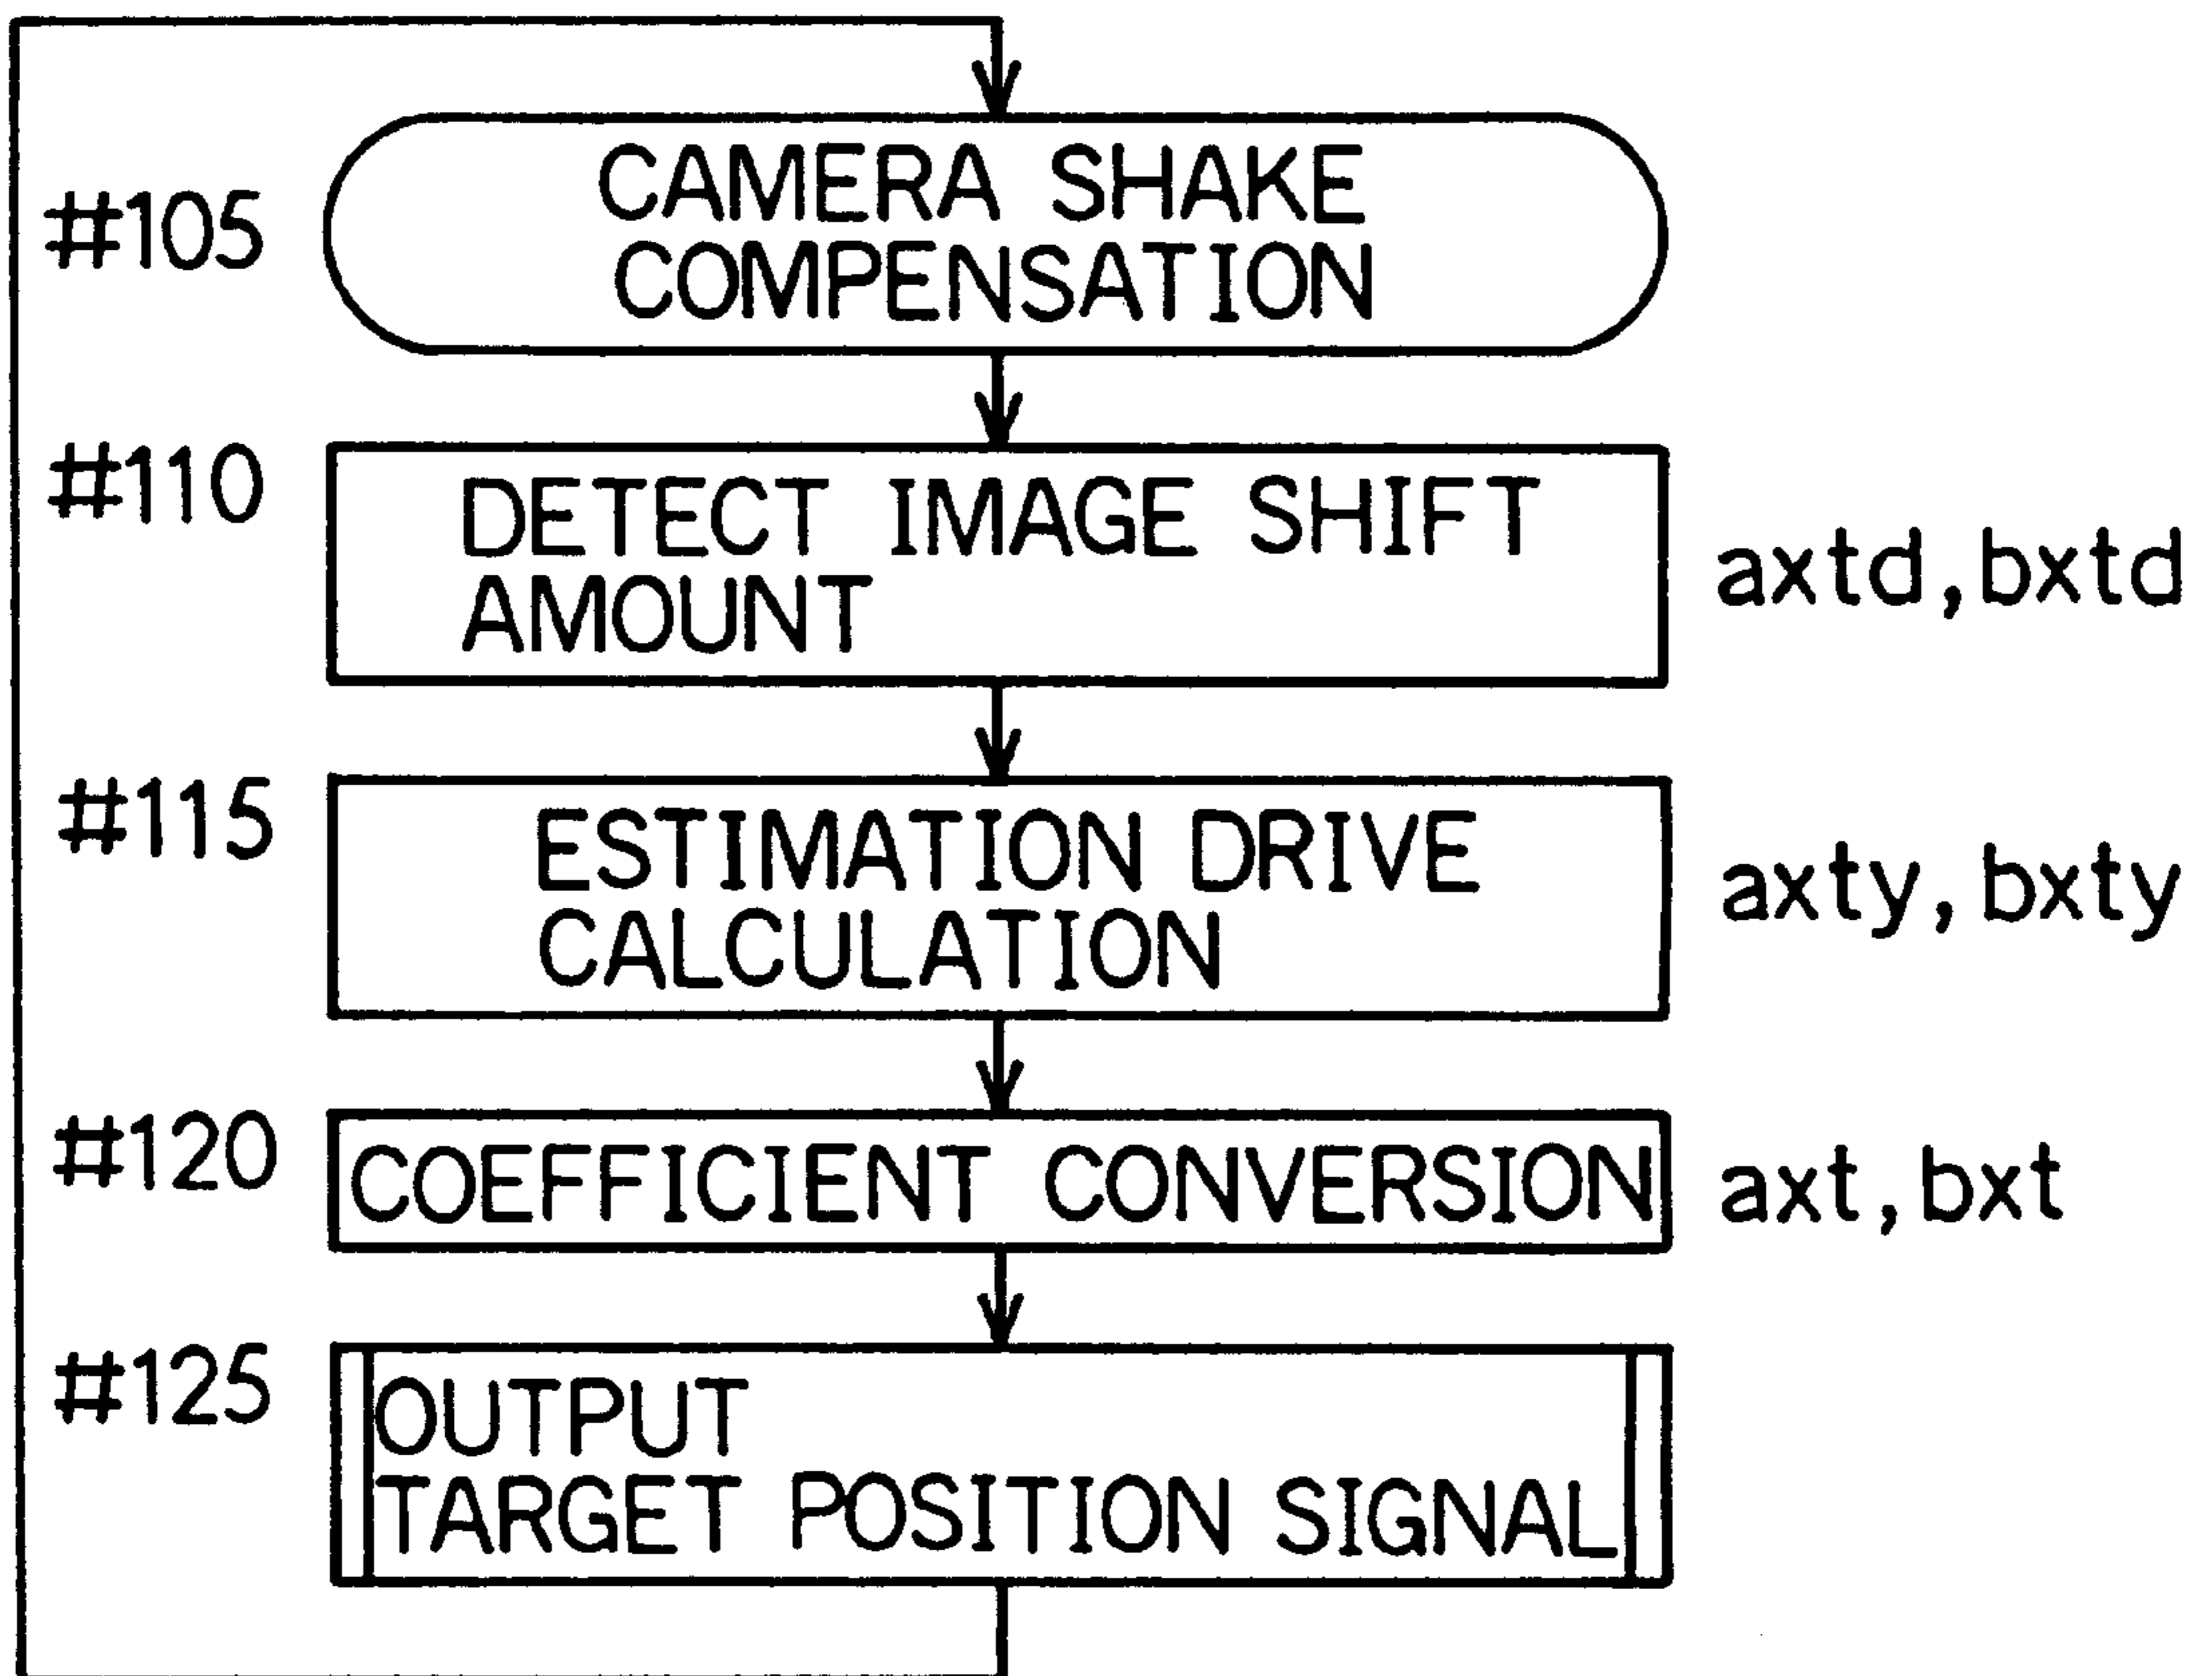 #105
CAMERA SHAKE
COMPENSATION
#110
DETECT IMAGE SHIFT
AMOUNT
axtd,bxtd
#115
ESTIMATION DRIVE
CALCULATION
axty,bxty
#120
COEFFICIENT CONVERSION
axt,bxt
#125
OUTPUT
TARGET POSITION SIGNAL